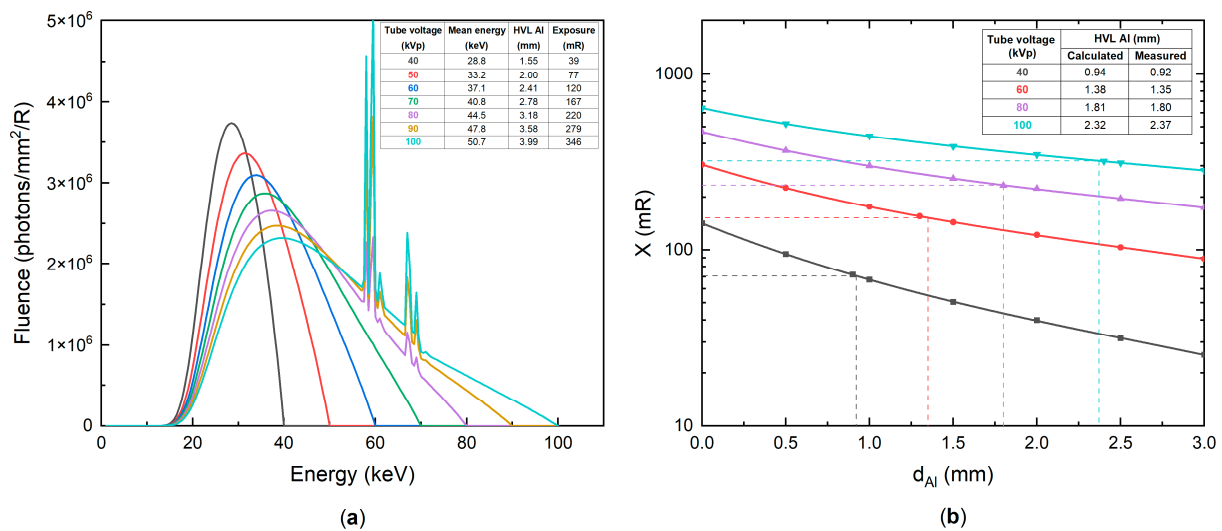 Tube voltage (kVp) Mean energy (keV) HVL Al (mm) Exposure (mR)
40 28.8 1.55 39
50 33.2 2.00 77
60 37.1 2.41 120
70 40.8 2.78 167
80 44.5 3.18 220
90 47.8 3.58 279
100 50.7 3.99 346
5×10⁶
4×10⁶
3×10⁶
2×10⁶
1×10⁶
0
Fluence (photons/mm²/R)
0 20 40 60 80 100
Energy (keV)
(a)
Tube voltage (kVp) HVL Al (mm)
Calculated Measured
40 0.94 0.92
60 1.38 1.35
80 1.81 1.80
100 2.32 2.37
1000
100
10
X (mR)
0.0 0.5 1.0 1.5 2.0 2.5 3.0
d_Al (mm)
(b)